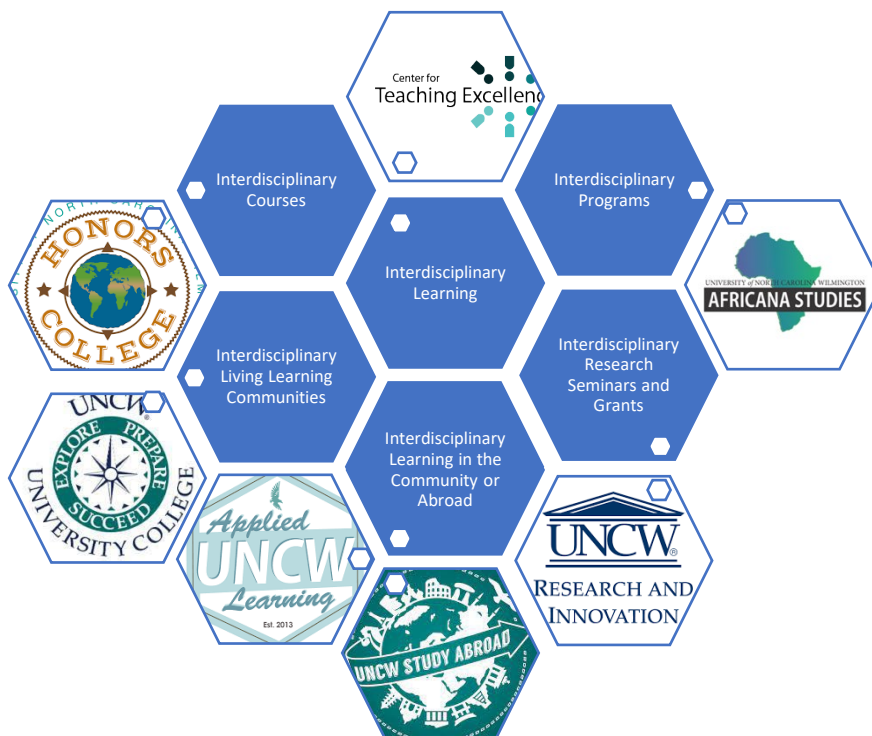 Center for
Teaching Excellenc
Interdisciplinary
Courses
Interdisciplinary
Programs
HONORS
COLLEGE
Interdisciplinary
Learning
UNIVERSITY of NORTH CAROLINA WILMINGTON
AFRICANA STUDIES
Interdisciplinary
Living Learning
Communities
Interdisciplinary
Research
Seminars and
Grants
UNCW®
EXPLORE PREPARE
SUCCEED
UNIVERSITY COLLEGE
Interdisciplinary
Learning in the
Community or
Abroad
Applied
UNCW
Learning
Est. 2013
UNCW®
RESEARCH AND
INNOVATION
UNCW STUDY ABROAD